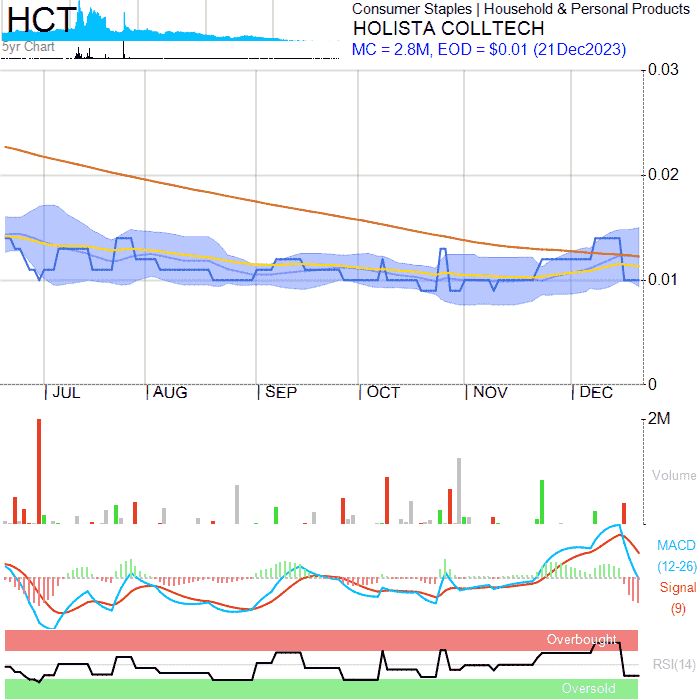 HCT
5yr Chart
Consumer Staples | Household & Personal Products
HOLISTA COLLTECH
MC = 2.8M, EOD = $0.01 (21Dec2023)
0.03
0.02
0.01
0
JUL AUG SEP OCT NOV DEC
2M
Volume
MACD
(12-26)
Signal
(9)
Overbought
RSI(14)
Oversold